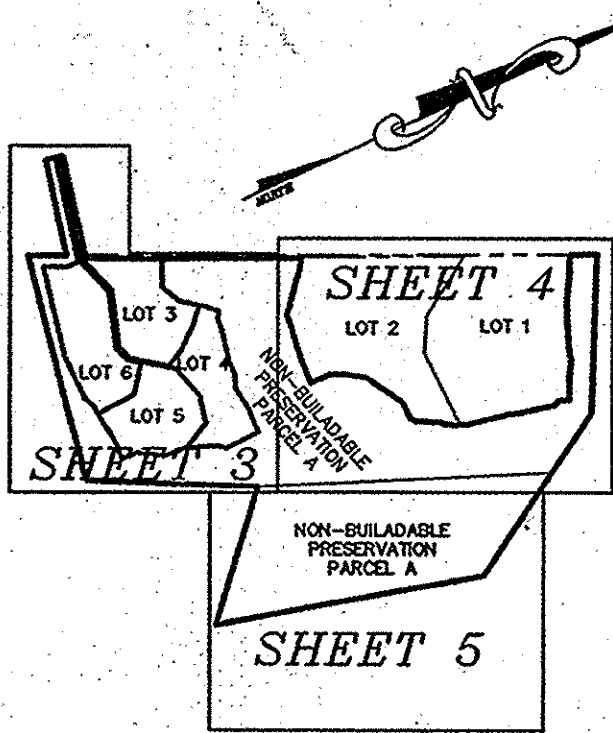 NORTH
SHEET 4
LOT 3
LOT 2
LOT 1
LOT 4
LOT 6
NON-BUILADABLE
PRESERVATION
PARCEL A
LOT 5
SHEET 3
NON-BUILADABLE
PRESERVATION
PARCEL A
SHEET 5